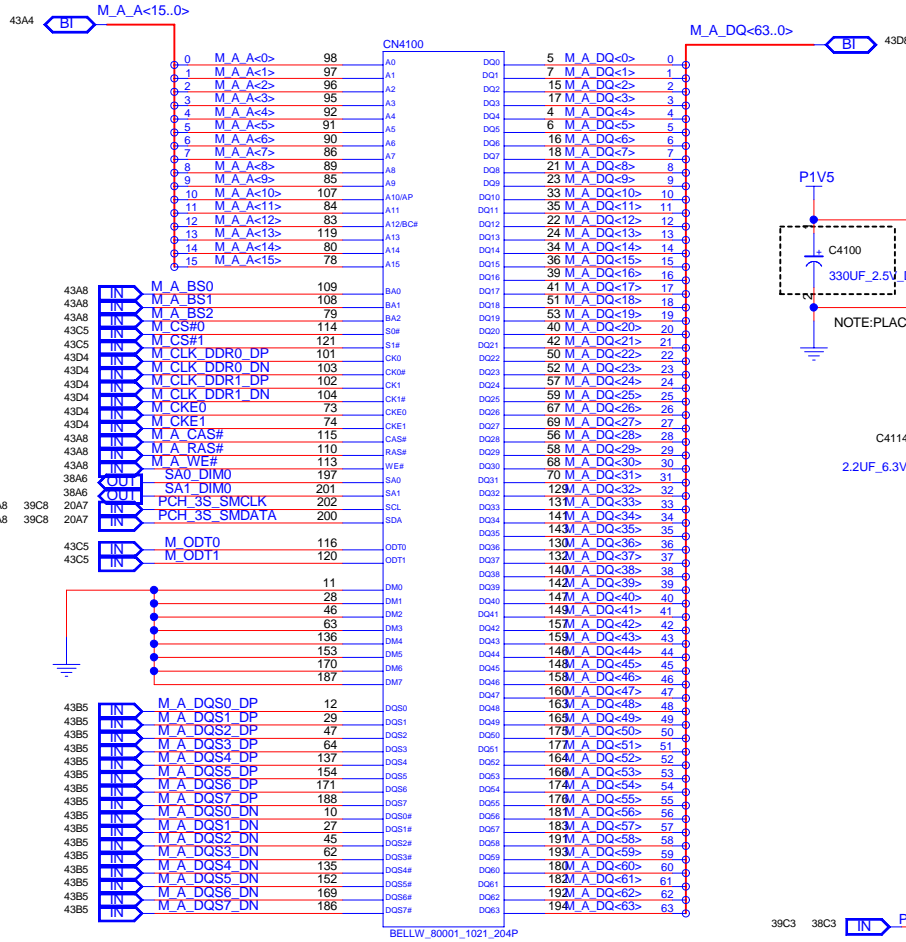 43A4 BI M_A_A<15..0>
M_A_DQ<63..0> BI 43D8
CN4100
0 M_A_A<0> 98 A0
1 M_A_A<1> 97 A1
2 M_A_A<2> 96 A2
3 M_A_A<3> 95 A3
4 M_A_A<4> 92 A4
5 M_A_A<5> 91 A5
6 M_A_A<6> 90 A6
7 M_A_A<7> 86 A7
8 M_A_A<8> 89 A8
9 M_A_A<9> 85 A9
10 M_A_A<10> 107 A10/AP
11 M_A_A<11> 84 A11
12 M_A_A<12> 83 A12/BC#
13 M_A_A<13> 119 A13
14 M_A_A<14> 80 A14
15 M_A_A<15> 78 A15
43A8 IN M_A_BS0 109 BA0
43A8 IN M_A_BS1 108 BA1
43A8 IN M_A_BS2 79 BA2
43C5 IN M_CS#0 114 S0#
43C5 IN M_CS#1 121 S1#
43D4 IN M_CLK_DDR0_DP 101 CK0
43D4 IN M_CLK_DDR0_DN 103 CK0#
43D4 IN M_CLK_DDR1_DP 102 CK1
43D4 IN M_CLK_DDR1_DN 104 CK1#
43D4 IN M_CKE0 73 CKE0
43D4 IN M_CKE1 74 CKE1
43A8 IN M_A_CAS# 115 CAS#
43A8 IN M_A_RAS# 110 RAS#
43A8 IN M_A_WE# 113 WE#
38A6 OUT SA0_DIM0 197 SA0
38A6 OUT SA1_DIM0 201 SA1
A8 39C8 20A7 IN PCH_3S_SMCLK 202 SCL
A8 39C8 20A7 IN PCH_3S_SMDATA 200 SDA
43C5 IN M_ODT0 116 ODT0
43C5 IN M_ODT1 120 ODT1
11 DM0
28 DM1
46 DM2
63 DM3
136 DM4
153 DM5
170 DM6
187 DM7
43B5 IN M_A_DQS0_DP 12 DQS0
43B5 IN M_A_DQS1_DP 29 DQS1
43B5 IN M_A_DQS2_DP 47 DQS2
43B5 IN M_A_DQS3_DP 64 DQS3
43B5 IN M_A_DQS4_DP 137 DQS4
43B5 IN M_A_DQS5_DP 154 DQS5
43B5 IN M_A_DQS6_DP 171 DQS6
43B5 IN M_A_DQS7_DP 188 DQS7
43B5 IN M_A_DQS0_DN 10 DQS0#
43B5 IN M_A_DQS1_DN 27 DQS1#
43B5 IN M_A_DQS2_DN 45 DQS2#
43B5 IN M_A_DQS3_DN 62 DQS3#
43B5 IN M_A_DQS4_DN 135 DQS4#
43B5 IN M_A_DQS5_DN 152 DQS5#
43B5 IN M_A_DQS6_DN 169 DQS6#
43B5 IN M_A_DQS7_DN 186 DQS7#
DQ0 5 M_A_DQ<0> 0
DQ1 7 M_A_DQ<1> 1
DQ2 15 M_A_DQ<2> 2
DQ3 17 M_A_DQ<3> 3
DQ4 4 M_A_DQ<4> 4
DQ5 6 M_A_DQ<5> 5
DQ6 16 M_A_DQ<6> 6
DQ7 18 M_A_DQ<7> 7
DQ8 21 M_A_DQ<8> 8
DQ9 23 M_A_DQ<9> 9
DQ10 33 M_A_DQ<10> 10
DQ11 35 M_A_DQ<11> 11
DQ12 22 M_A_DQ<12> 12
DQ13 24 M_A_DQ<13> 13
DQ14 34 M_A_DQ<14> 14
DQ15 36 M_A_DQ<15> 15
DQ16 39 M_A_DQ<16> 16
DQ17 41 M_A_DQ<17> 17
DQ18 51 M_A_DQ<18> 18
DQ19 53 M_A_DQ<19> 19
DQ20 40 M_A_DQ<20> 20
DQ21 42 M_A_DQ<21> 21
DQ22 50 M_A_DQ<22> 22
DQ23 52 M_A_DQ<23> 23
DQ24 57 M_A_DQ<24> 24
DQ25 59 M_A_DQ<25> 25
DQ26 67 M_A_DQ<26> 26
DQ27 69 M_A_DQ<27> 27
DQ28 56 M_A_DQ<28> 28
DQ29 58 M_A_DQ<29> 29
DQ30 68 M_A_DQ<30> 30
DQ31 70 M_A_DQ<31> 31
DQ32 129 M_A_DQ<32> 32
DQ33 131 M_A_DQ<33> 33
DQ34 141 M_A_DQ<34> 34
DQ35 143 M_A_DQ<35> 35
DQ36 130 M_A_DQ<36> 36
DQ37 132 M_A_DQ<37> 37
DQ38 140 M_A_DQ<38> 38
DQ39 142 M_A_DQ<39> 39
DQ40 147 M_A_DQ<40> 40
DQ41 149 M_A_DQ<41> 41
DQ42 157 M_A_DQ<42> 42
DQ43 159 M_A_DQ<43> 43
DQ44 146 M_A_DQ<44> 44
DQ45 148 M_A_DQ<45> 45
DQ46 158 M_A_DQ<46> 46
DQ47 160 M_A_DQ<47> 47
DQ48 163 M_A_DQ<48> 48
DQ49 165 M_A_DQ<49> 49
DQ50 175 M_A_DQ<50> 50
DQ51 177 M_A_DQ<51> 51
DQ52 164 M_A_DQ<52> 52
DQ53 166 M_A_DQ<53> 53
DQ54 174 M_A_DQ<54> 54
DQ55 176 M_A_DQ<55> 55
DQ56 181 M_A_DQ<56> 56
DQ57 183 M_A_DQ<57> 57
DQ58 191 M_A_DQ<58> 58
DQ59 193 M_A_DQ<59> 59
DQ60 180 M_A_DQ<60> 60
DQ61 182 M_A_DQ<61> 61
DQ62 192 M_A_DQ<62> 62
DQ63 194 M_A_DQ<63> 63
BELLW_80001_1021_204P
P1V5
1
+
C4100
330UF_2.5V_
2
NOTE:PLAC
C4114
2.2UF_6.3V
39C3 38C3 IN P